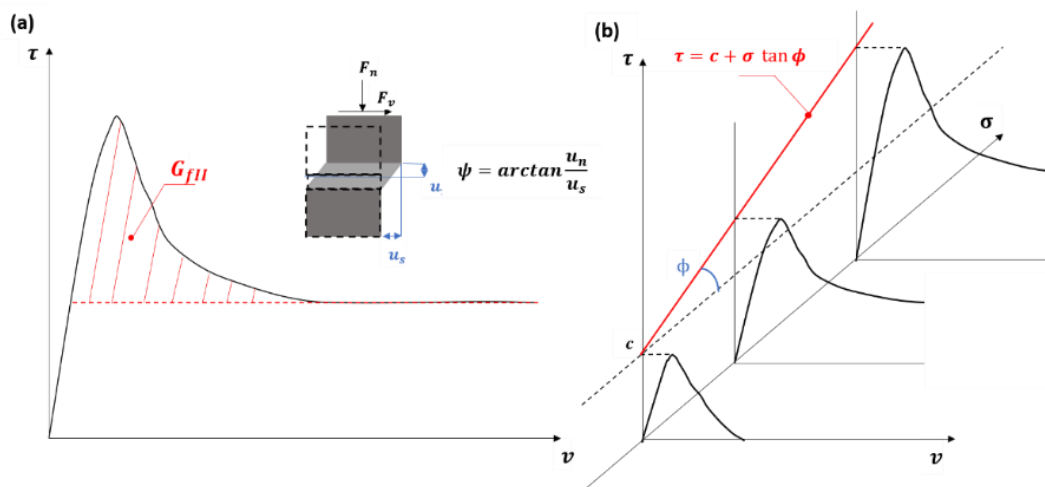 (a)
τ
G_fII
F_n
F_v
u
u_s
ψ = arctan u_n/u_s
v
(b)
τ
τ = c + σ tan ϕ
σ
ϕ
c
v